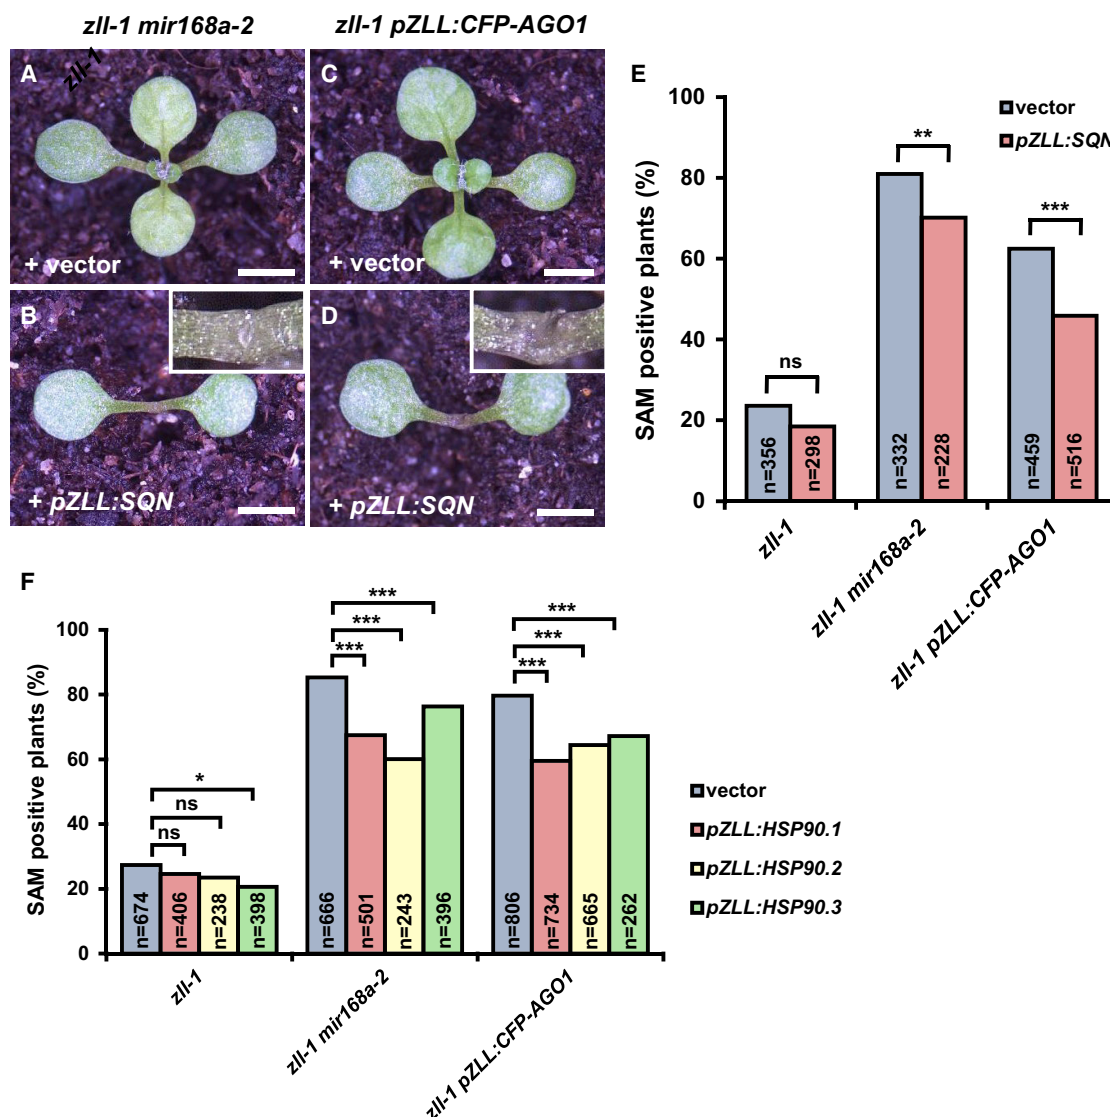 zll-1 mir168a-2
zll-1 pZLL:CFP-AGO1
A
zll-1
+ vector
C
+ vector
B
+ pZLL:SQN
D
+ pZLL:SQN
E
SAM positive plants (%)
100
80
60
40
20
0
vector
pZLL:SQN
ns
**
***
n=356
n=298
n=332
n=228
n=459
n=516
zll-1
zll-1 mir168a-2
zll-1 pZLL:CFP-AGO1
F
SAM positive plants (%)
100
80
60
40
20
0
*
ns
ns
***
***
***
***
***
***
n=674
n=406
n=238
n=398
n=666
n=501
n=243
n=396
n=806
n=734
n=665
n=262
zll-1
zll-1 mir168a-2
zll-1 pZLL:CFP-AGO1
vector
pZLL:HSP90.1
pZLL:HSP90.2
pZLL:HSP90.3